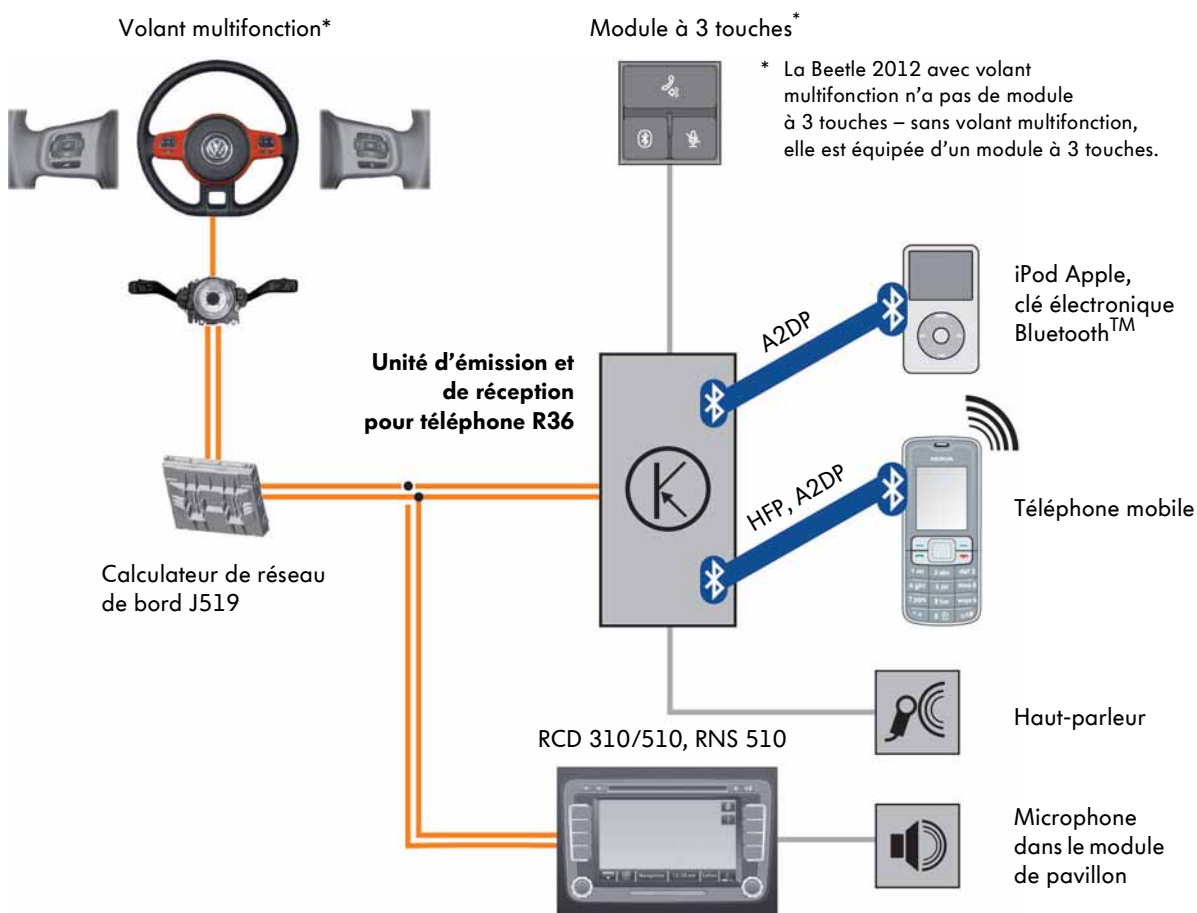 Volant multifonction*
Module à 3 touches*
* La Beetle 2012 avec volant
multifonction n'a pas de module
à 3 touches – sans volant multifonction,
elle est équipée d'un module à 3 touches.
iPod Apple,
clé électronique
Bluetooth™
A2DP
Unité d'émission et
de réception
pour téléphone R36
HFP, A2DP
NOKIA
Téléphone mobile
Calculateur de réseau
de bord J519
Haut-parleur
RCD 310/510, RNS 510
Microphone
dans le module
de pavillon